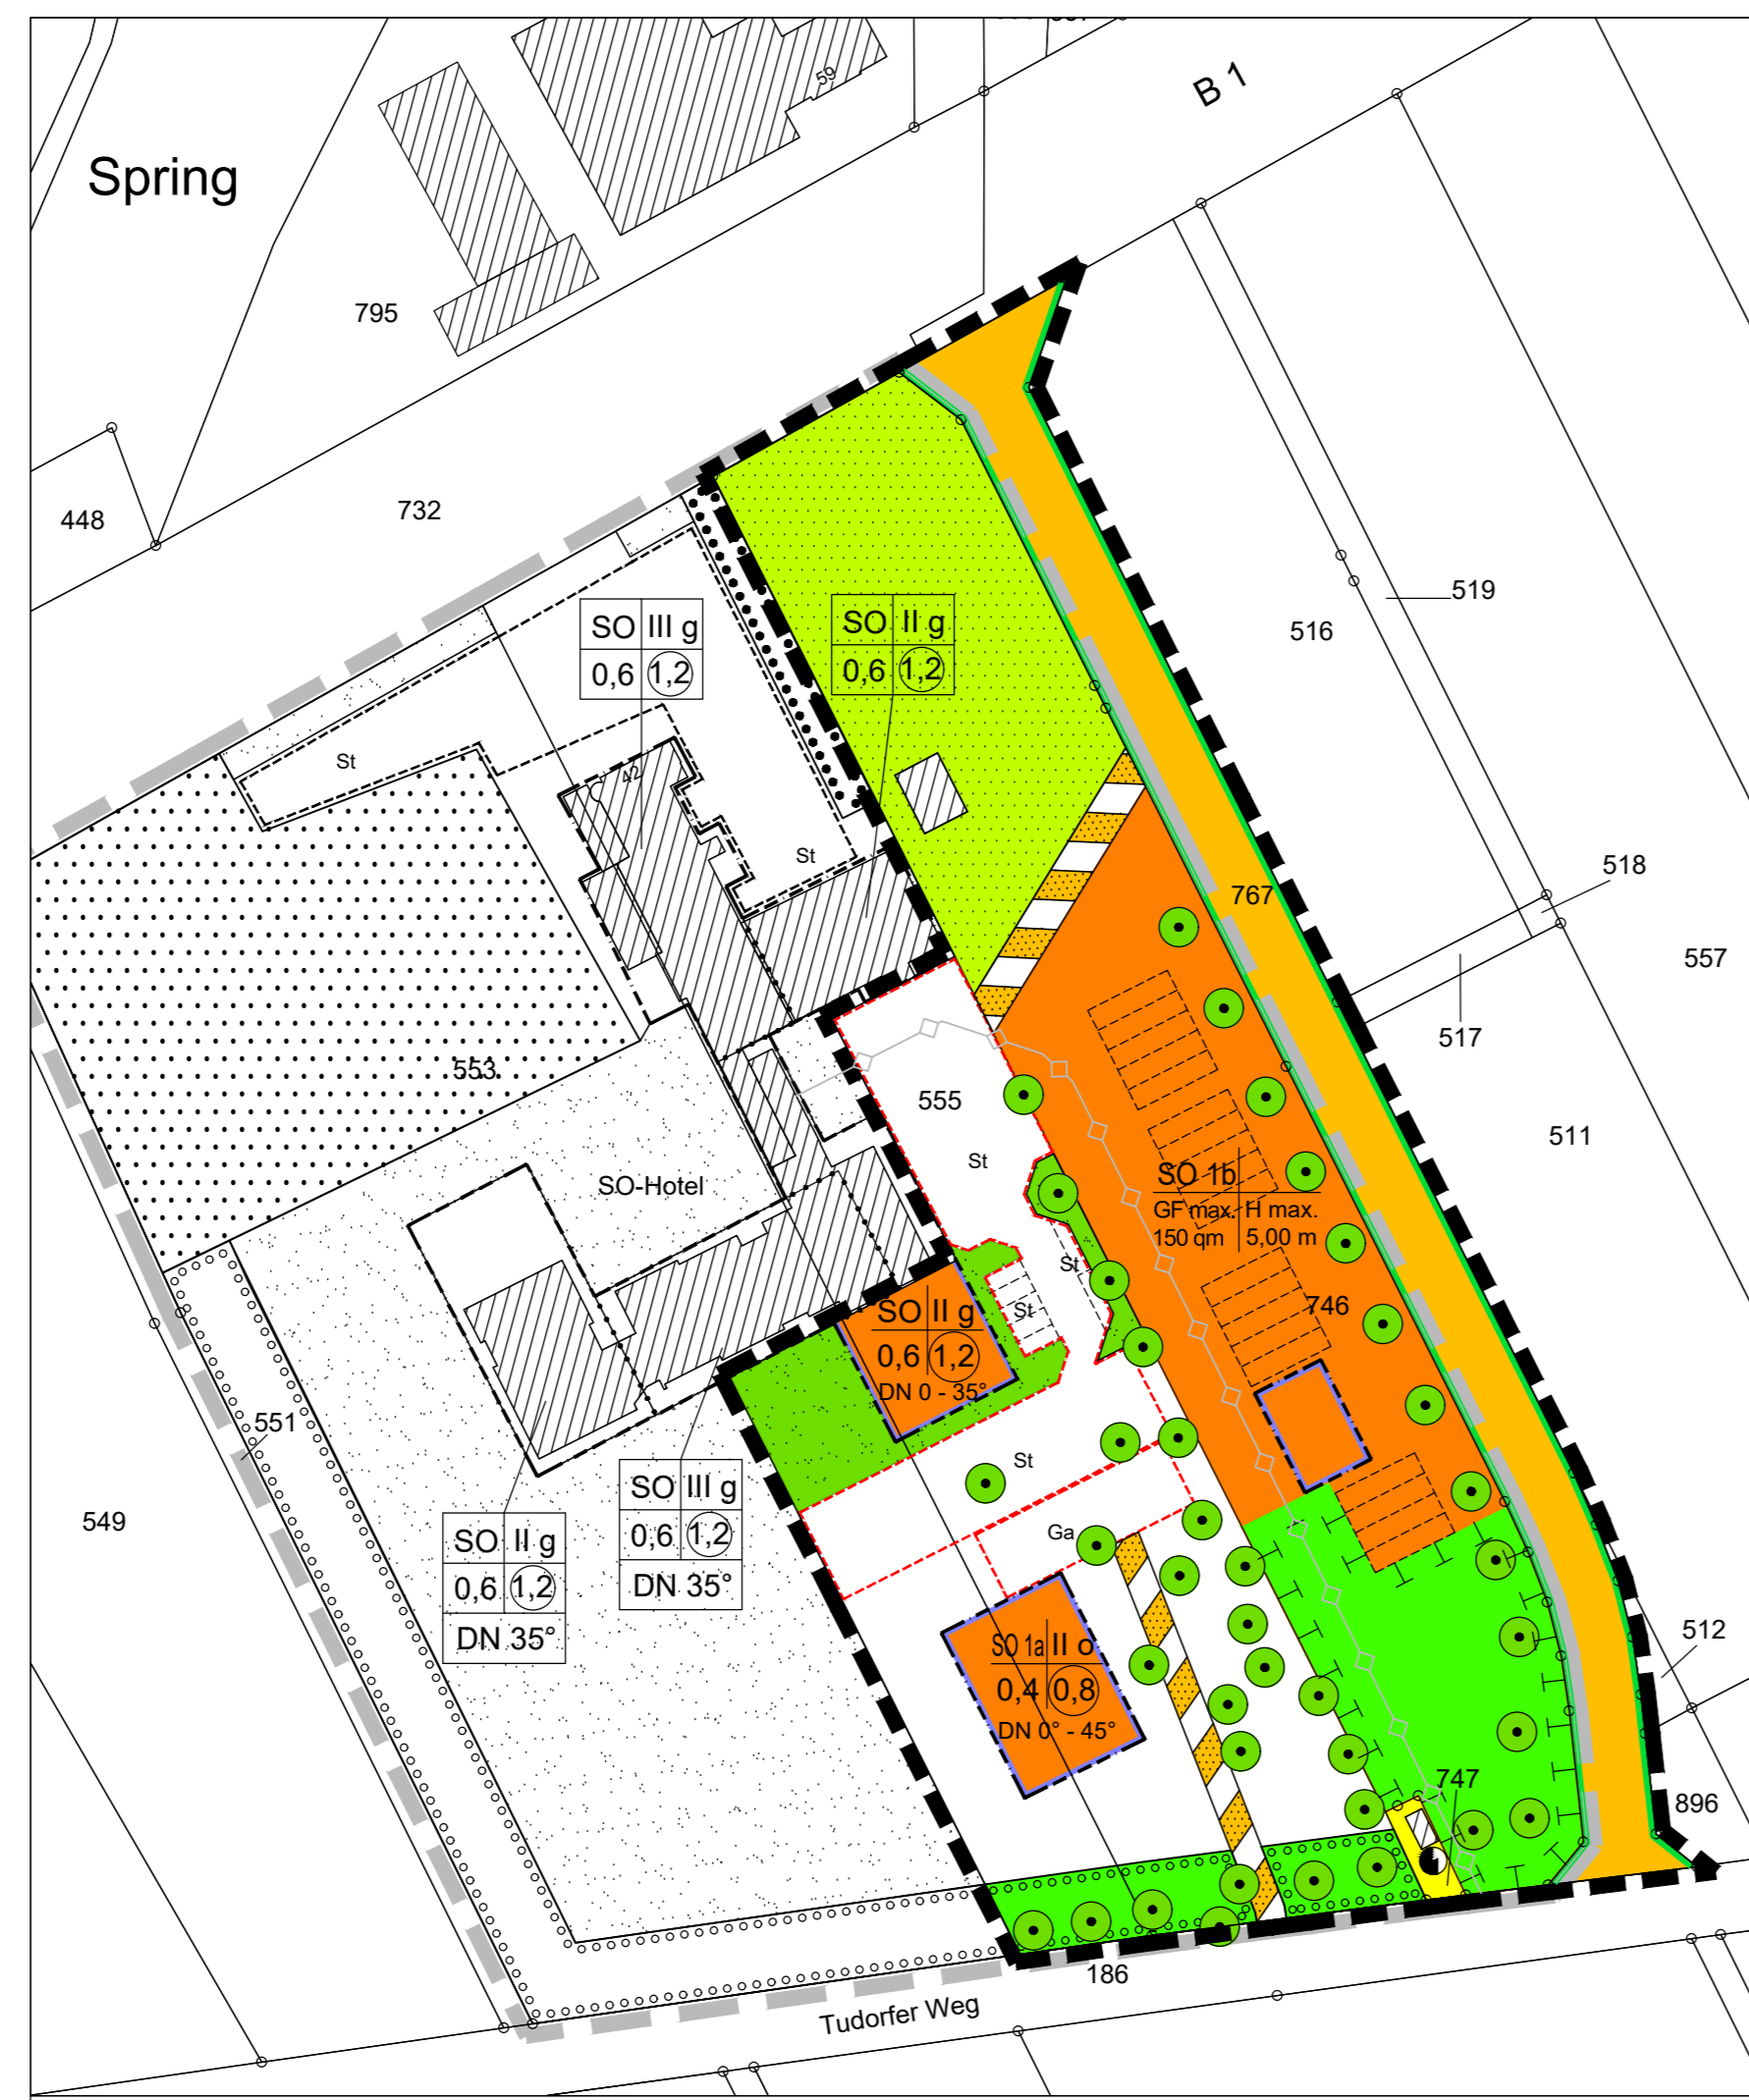 59
B 1
Spring
795
448
732
519
516
SO III g
0,6 1,2
SO II g
0,6 1,2
St
42
St
518
767
557
517
553
555
511
St
SO-Hotel
SO 1b
GF max. H max.
150 qm 5,00 m
St
St
746
SO II g
0,6 1,2
DN 0 - 35°
551
St
549
SO III g
0,6 1,2
DN 35°
SO II g
0,6 1,2
DN 35°
Ga
SO 1a II o
0,4 0,8
DN 0° - 45°
512
747
896
186
Tudorfer Weg